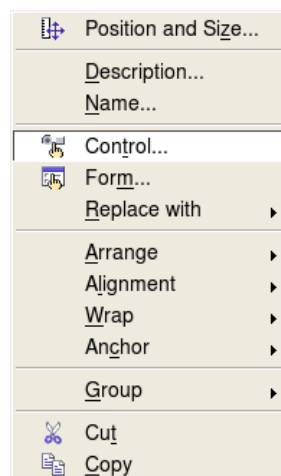 Position and Size...
Description...
Name...
Control...
Form...
Replace with
Arrange
Alignment
Wrap
Anchor
Group
Cut
Copy